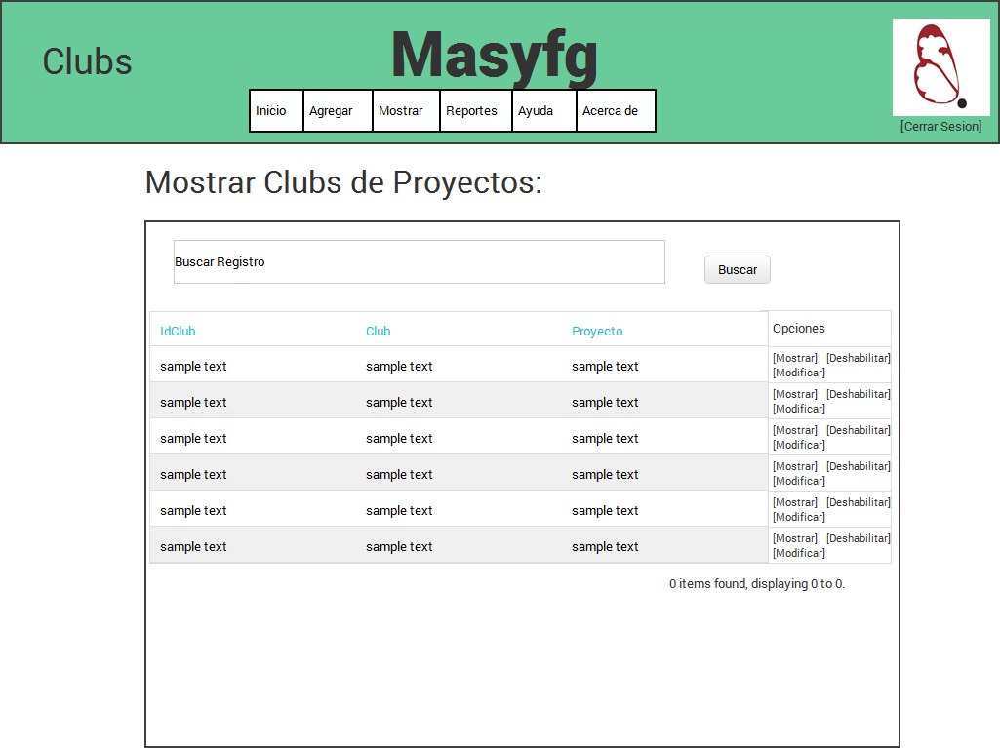 Clubs
Masyfg
Inicio Agregar Mostrar Reportes Ayuda Acerca de
[Cerrar Sesion]
Mostrar Clubs de Proyectos:
Buscar Registro
Buscar
IdClub Club Proyecto Opciones
sample text sample text sample text [Mostrar] [Deshabilitar]
[Modificar]
sample text sample text sample text [Mostrar] [Deshabilitar]
[Modificar]
sample text sample text sample text [Mostrar] [Deshabilitar]
[Modificar]
sample text sample text sample text [Mostrar] [Deshabilitar]
[Modificar]
sample text sample text sample text [Mostrar] [Deshabilitar]
[Modificar]
sample text sample text sample text [Mostrar] [Deshabilitar]
[Modificar]
0 items found, displaying 0 to 0.